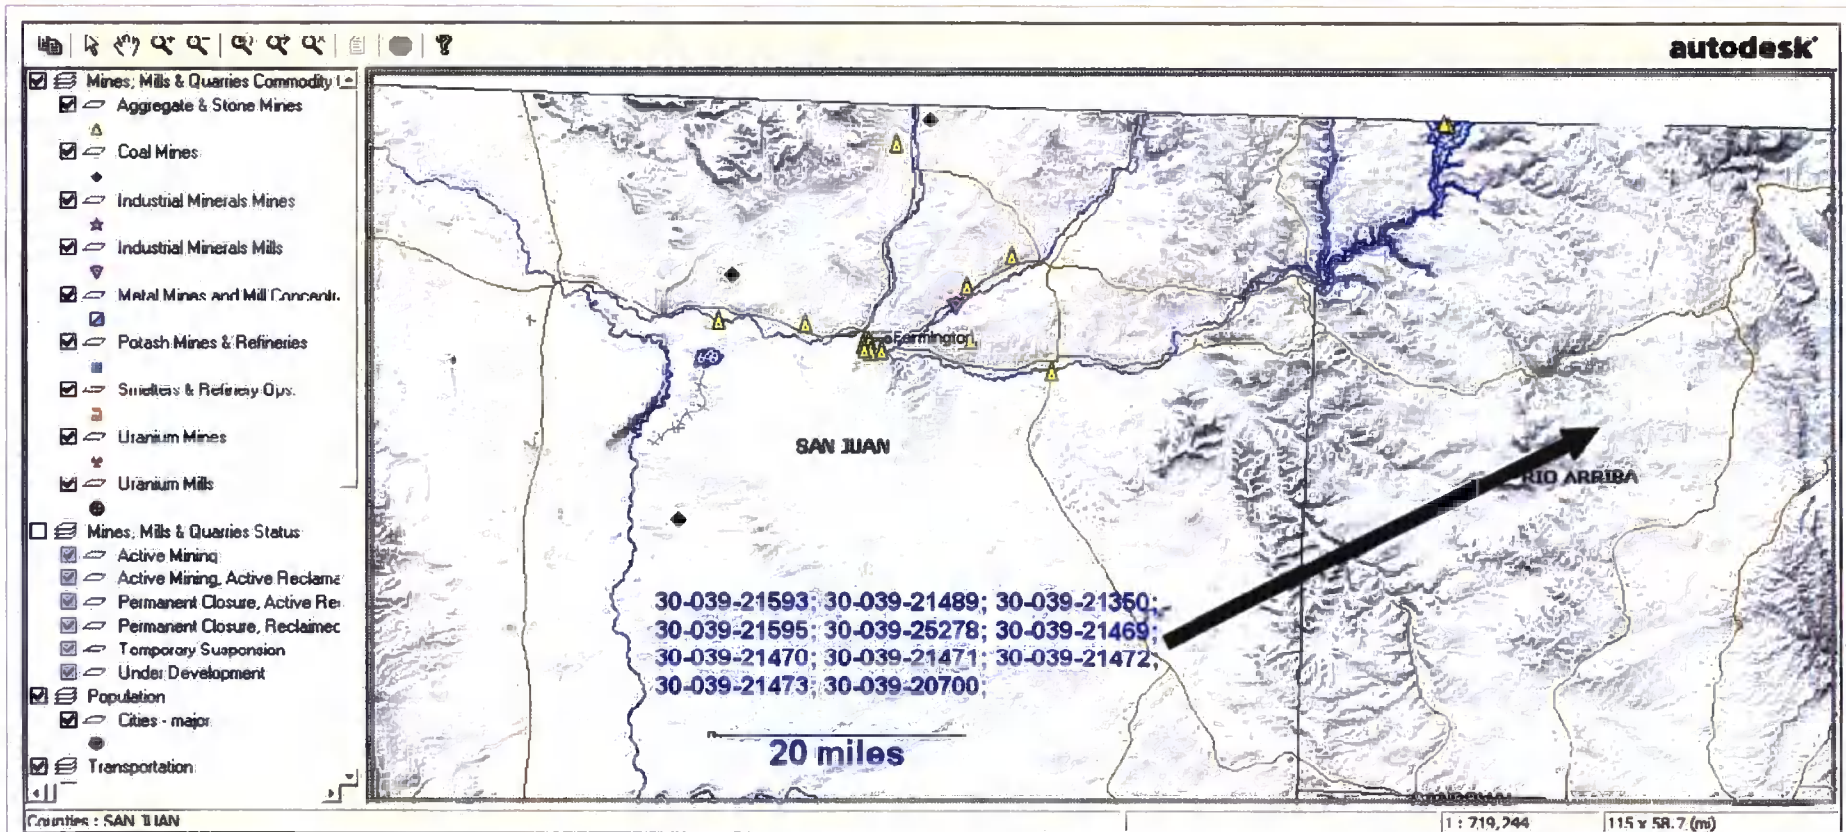 autodesk
Mines, Mills & Quarries Commodity
Aggregate & Stone Mines
Coal Mines
Industrial Minerals Mines
Industrial Minerals Mills
Metal Mines and Mill Concentr
Potash Mines & Refineries
Smelters & Refinery Ops.
Uranium Mines
Uranium Mills
Mines, Mills & Quarries Status
Active Mining
Active Mining, Active Reclama
Permanent Closure, Active Re
Permanent Closure, Reclaimed
Temporary Suspension
Under Development
Population
Cities - major
Transportation
Farmington
SAN JUAN
RIO ARRIBA
30-039-21593; 30-039-21489; 30-039-21350;
30-039-21595; 30-039-25278; 30-039-21469;
30-039-21470; 30-039-21471; 30-039-21472;
30-039-21473; 30-039-20700;
20 miles
Counties : SAN JUAN
1 : 719,244
115 x 58.7 (mi)